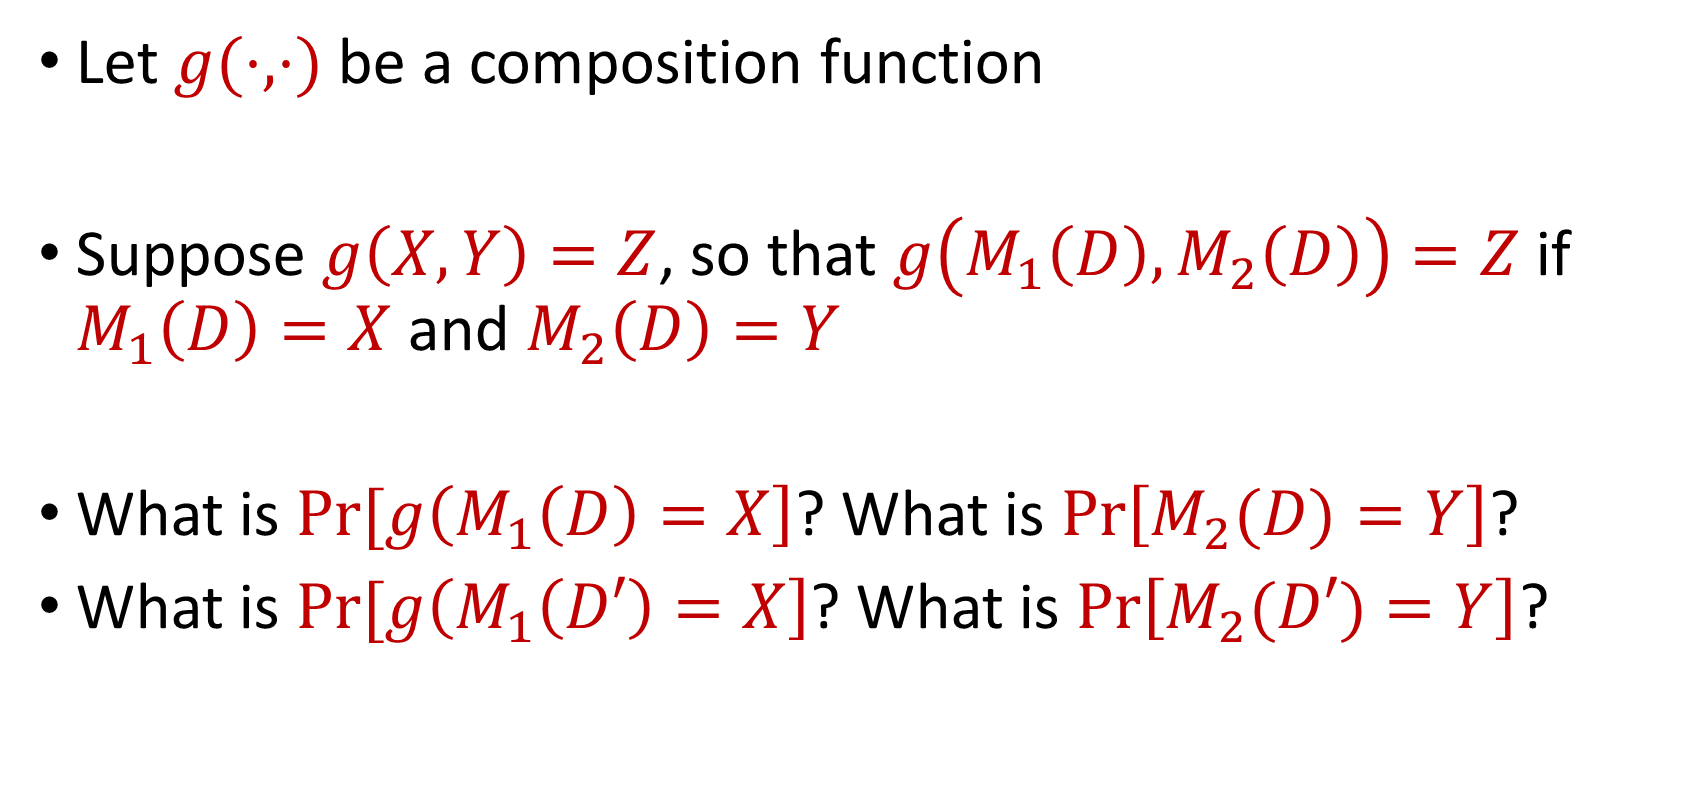 • Let g(·,·) be a composition function
• Suppose g(X, Y) = Z, so that g(M₁(D), M₂(D)) = Z if
M₁(D) = X and M₂(D) = Y
• What is Pr[g(M₁(D) = X]? What is Pr[M₂(D) = Y]?
• What is Pr[g(M₁(D′) = X]? What is Pr[M₂(D′) = Y]?